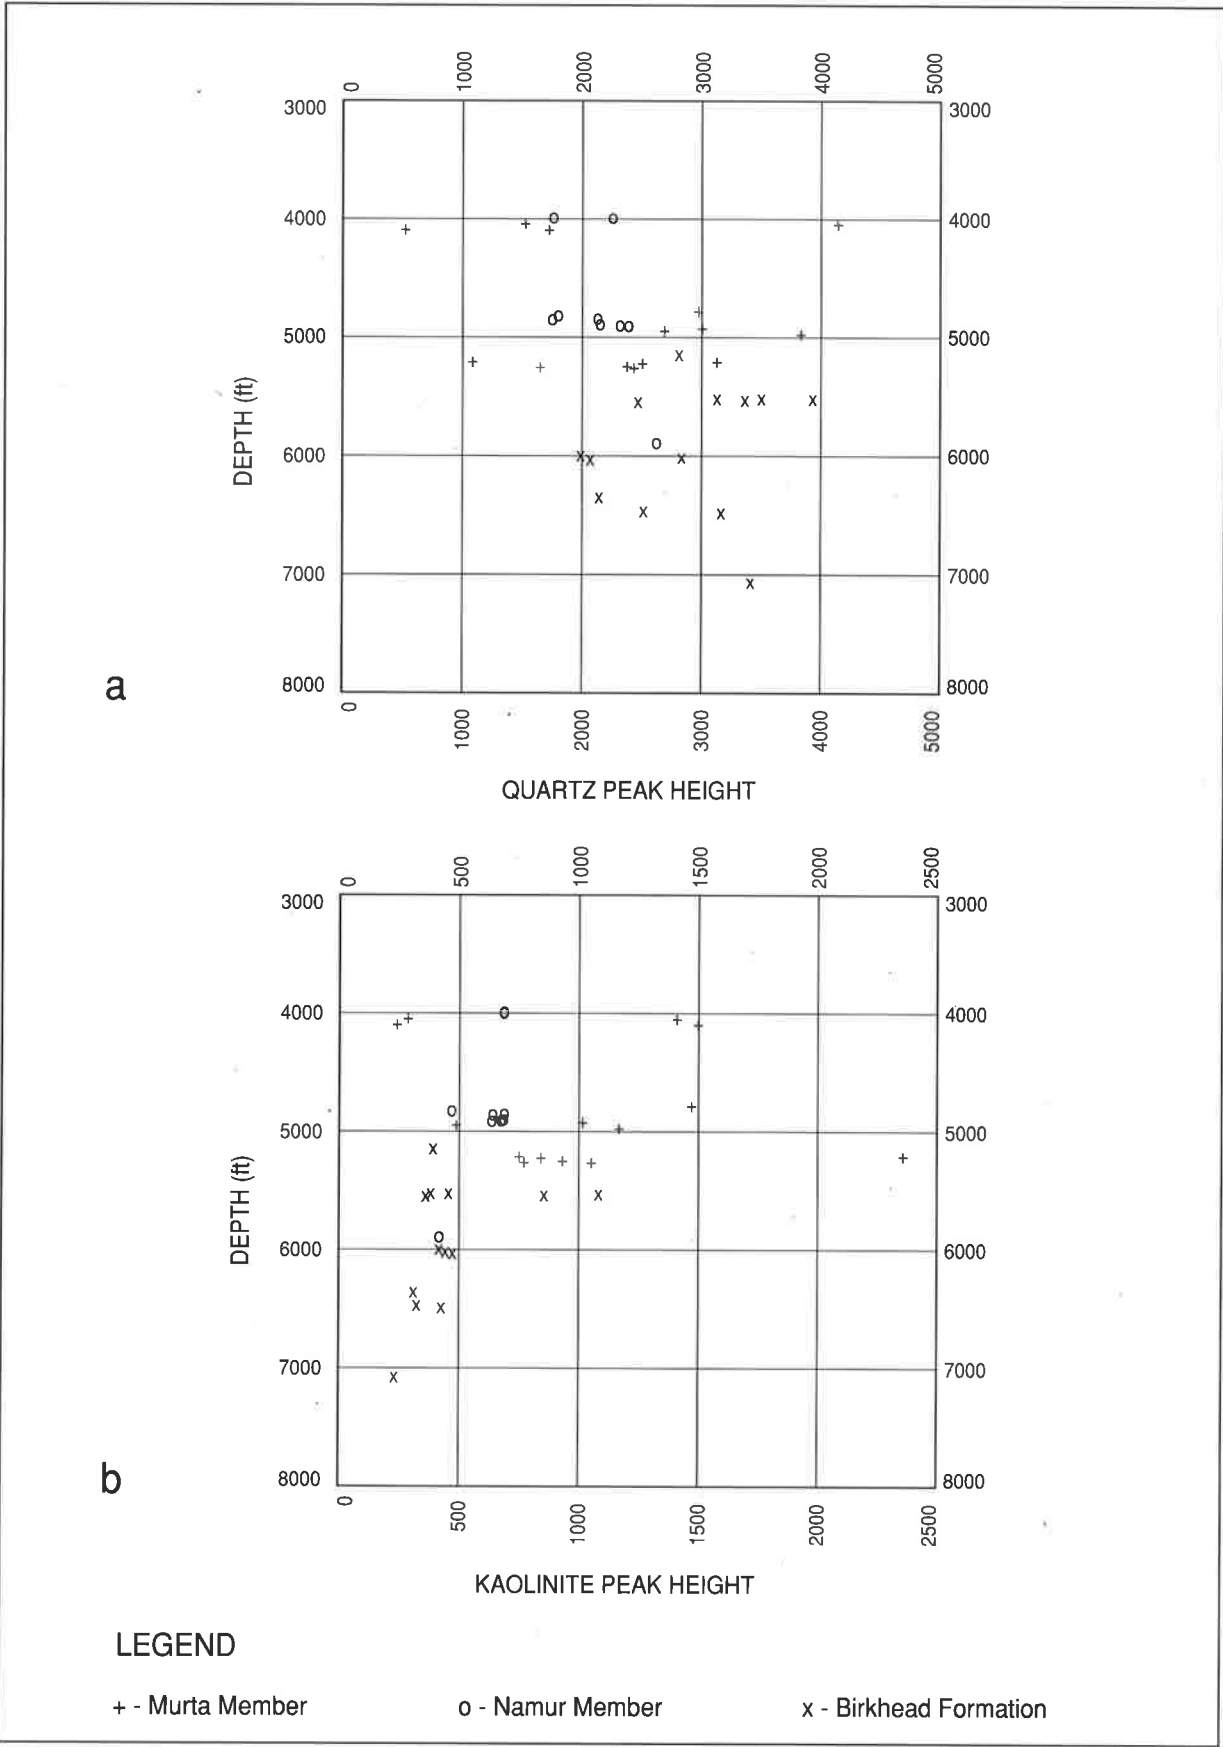 0 1000 2000 3000 4000 5000
3000 3000
4000 4000
5000 5000
6000 6000
7000 7000
8000 8000
DEPTH (ft)
a
0 1000 2000 3000 4000 5000
QUARTZ PEAK HEIGHT
0 500 1000 1500 2000 2500
3000 3000
4000 4000
5000 5000
6000 6000
7000 7000
8000 8000
DEPTH (ft)
b
0 500 1000 1500 2000 2500
KAOLINITE PEAK HEIGHT
LEGEND
+ - Murta Member o - Namur Member x - Birkhead Formation